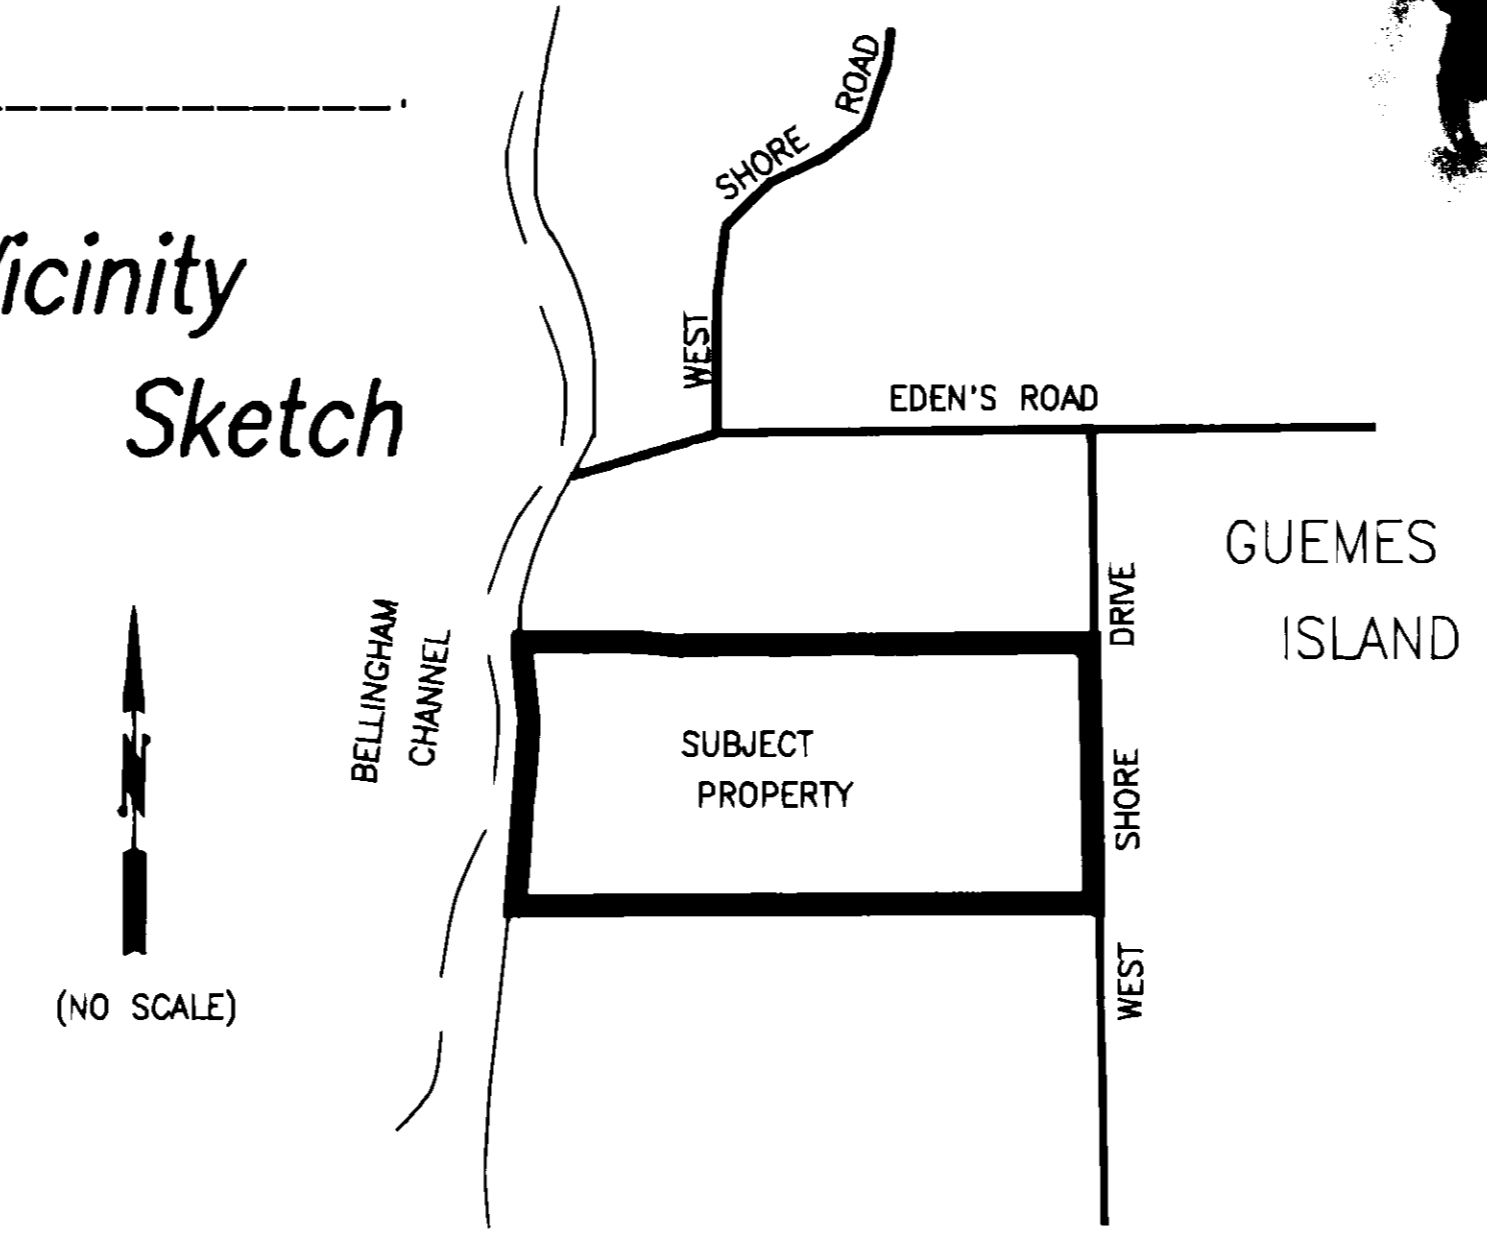 Vicinity
Sketch
WEST SHORE ROAD
EDEN'S ROAD
GUEMES
ISLAND
BELLINGHAM
CHANNEL
SUBJECT
PROPERTY
WEST SHORE DRIVE
N
(NO SCALE)